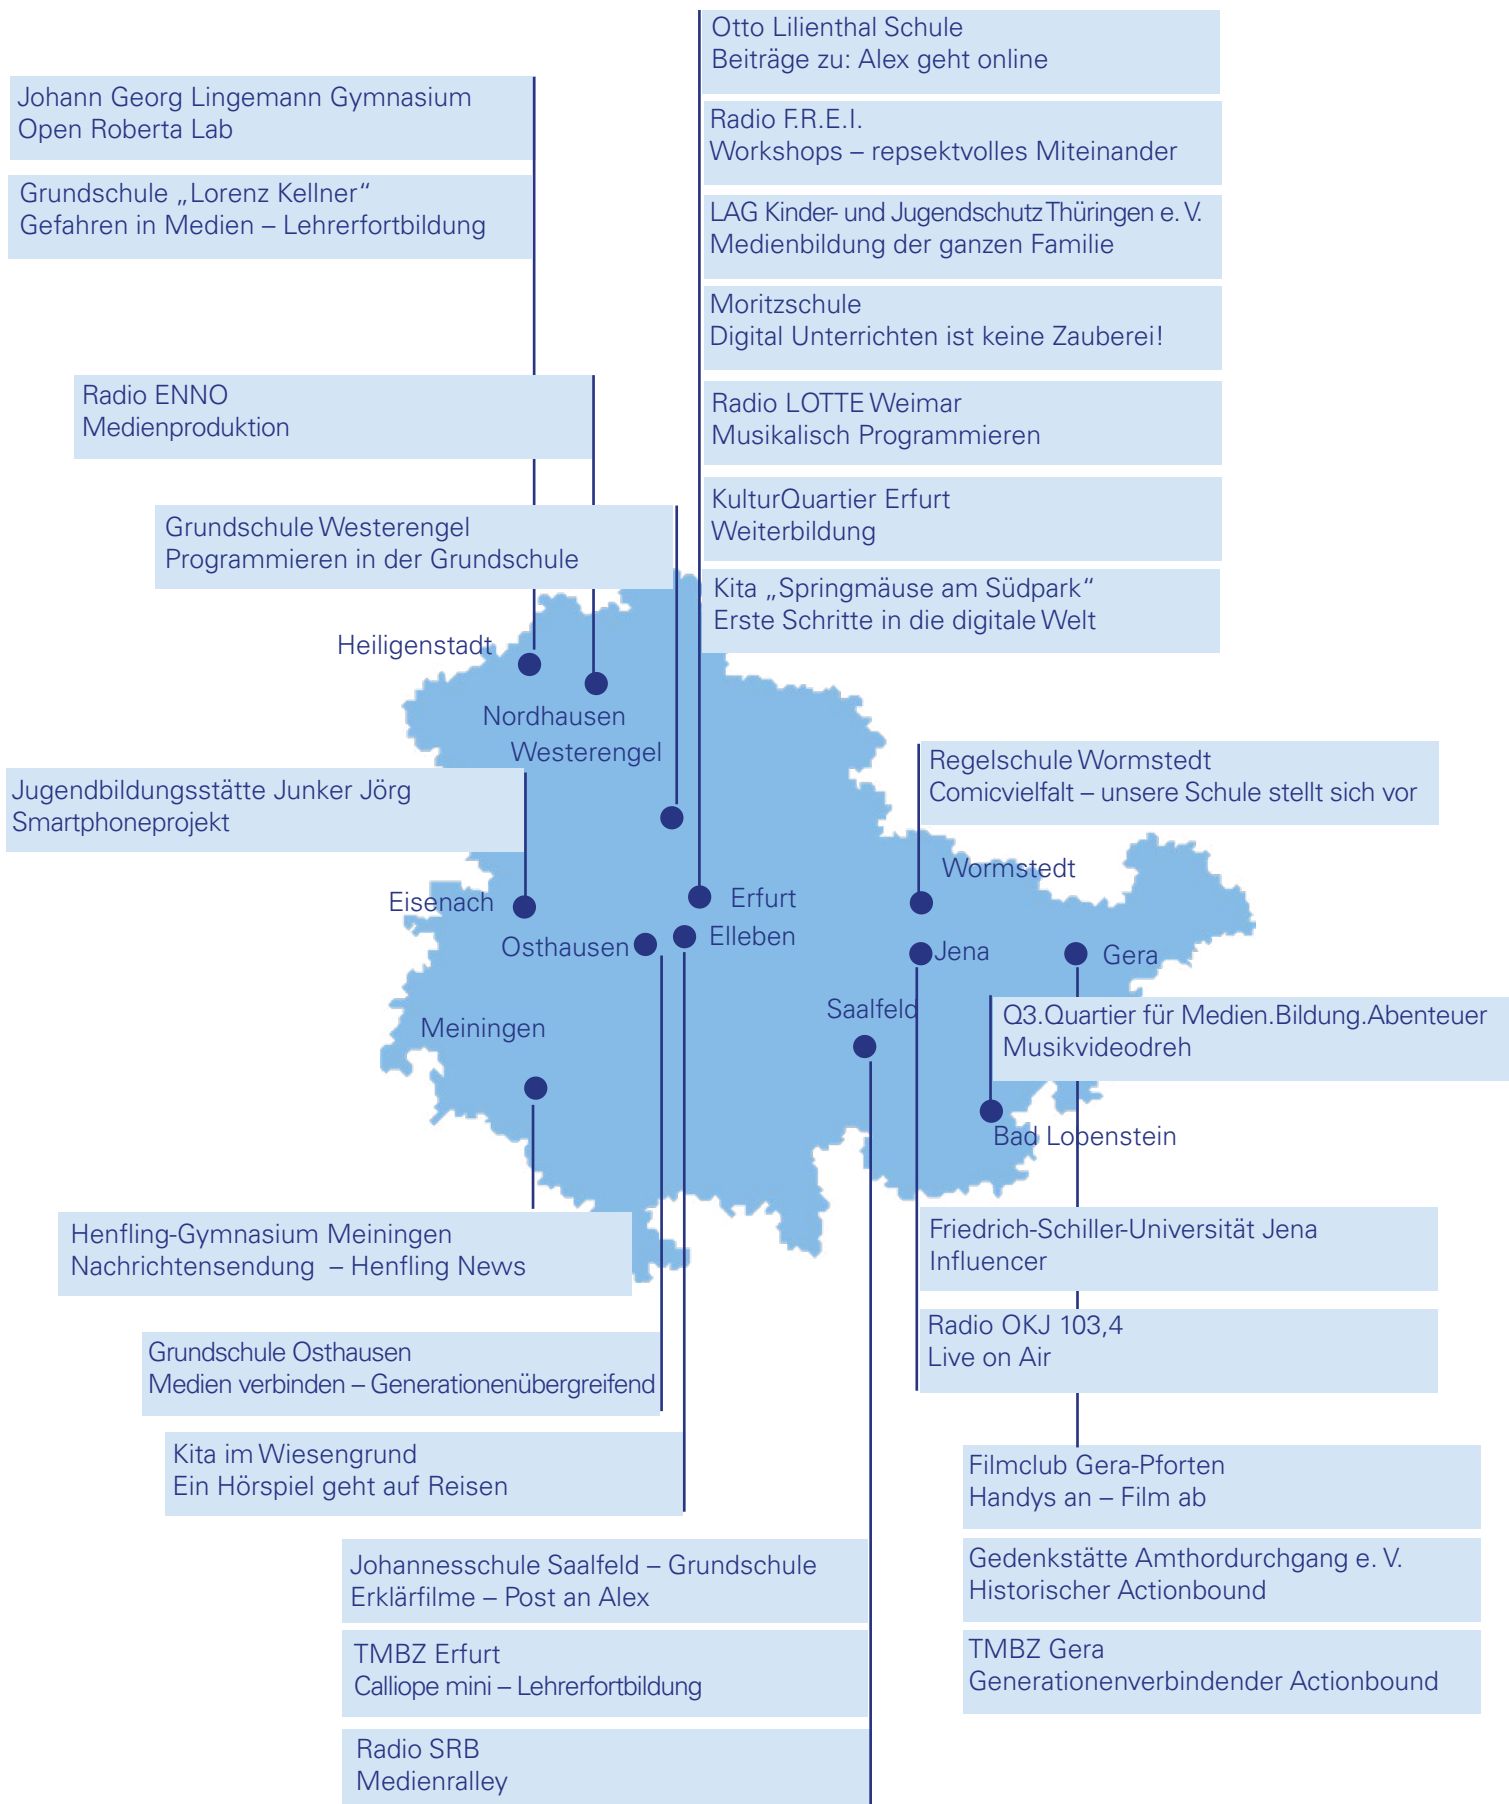 Otto Lilienthal Schule
Beiträge zu: Alex geht online
Johann Georg Lingemann Gymnasium
Open Roberta Lab
Radio F.R.E.I.
Workshops – repsektvolles Miteinander
Grundschule „Lorenz Kellner“
Gefahren in Medien – Lehrerfortbildung
LAG Kinder- und Jugendschutz Thüringen e. V.
Medienbildung der ganzen Familie
Moritzschule
Digital Unterrichten ist keine Zauberei!
Radio ENNO
Medienproduktion
Radio LOTTE Weimar
Musikalisch Programmieren
KulturQuartier Erfurt
Weiterbildung
Grundschule Westerengel
Programmieren in der Grundschule
Kita „Springmäuse am Südpark“
Erste Schritte in die digitale Welt
Heiligenstadt
Nordhausen
Westerengel
Regelschule Wormstedt
Comicvielfalt – unsere Schule stellt sich vor
Jugendbildungsstätte Junker Jörg
Smartphoneprojekt
Wormstedt
Eisenach
Erfurt
Elleben
Osthausen
Jena
Gera
Saalfeld
Q3.Quartier für Medien.Bildung.Abenteuer
Musikvideodreh
Meiningen
Bad Lobenstein
Henfling-Gymnasium Meiningen
Nachrichtensendung – Henfling News
Friedrich-Schiller-Universität Jena
Influencer
Radio OKJ 103,4
Live on Air
Grundschule Osthausen
Medien verbinden – Generationenübergreifend
Kita im Wiesengrund
Ein Hörspiel geht auf Reisen
Filmclub Gera-Pforten
Handys an – Film ab
Johannesschule Saalfeld – Grundschule
Erklärfilme – Post an Alex
Gedenkstätte Amthordurchgang e. V.
Historischer Actionbound
TMBZ Erfurt
Calliope mini – Lehrerfortbildung
TMBZ Gera
Generationenverbindender Actionbound
Radio SRB
Medienralley